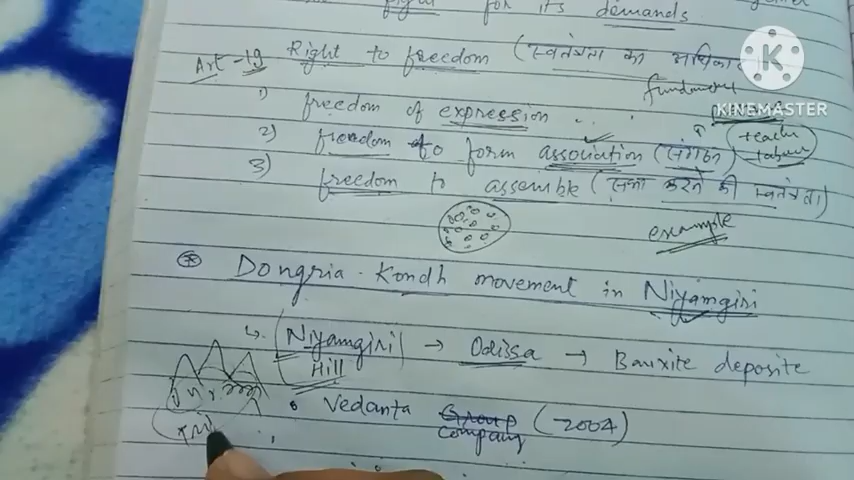 for its demands
Art-19 Right to freedom (स्वतंत्रता का अधिकार
1) freedom of expression ...
2) freedom to form association (संगठन) teacher labour
3) freedom to assemble (सभा करने की स्वतंत्रता)
example
* Dongria-Kondh movement in Niyamgiri
Niyamgiri Hill → Odissa → Bauxite deposite
• Vedanta Group company (-2004)
KINEMASTER